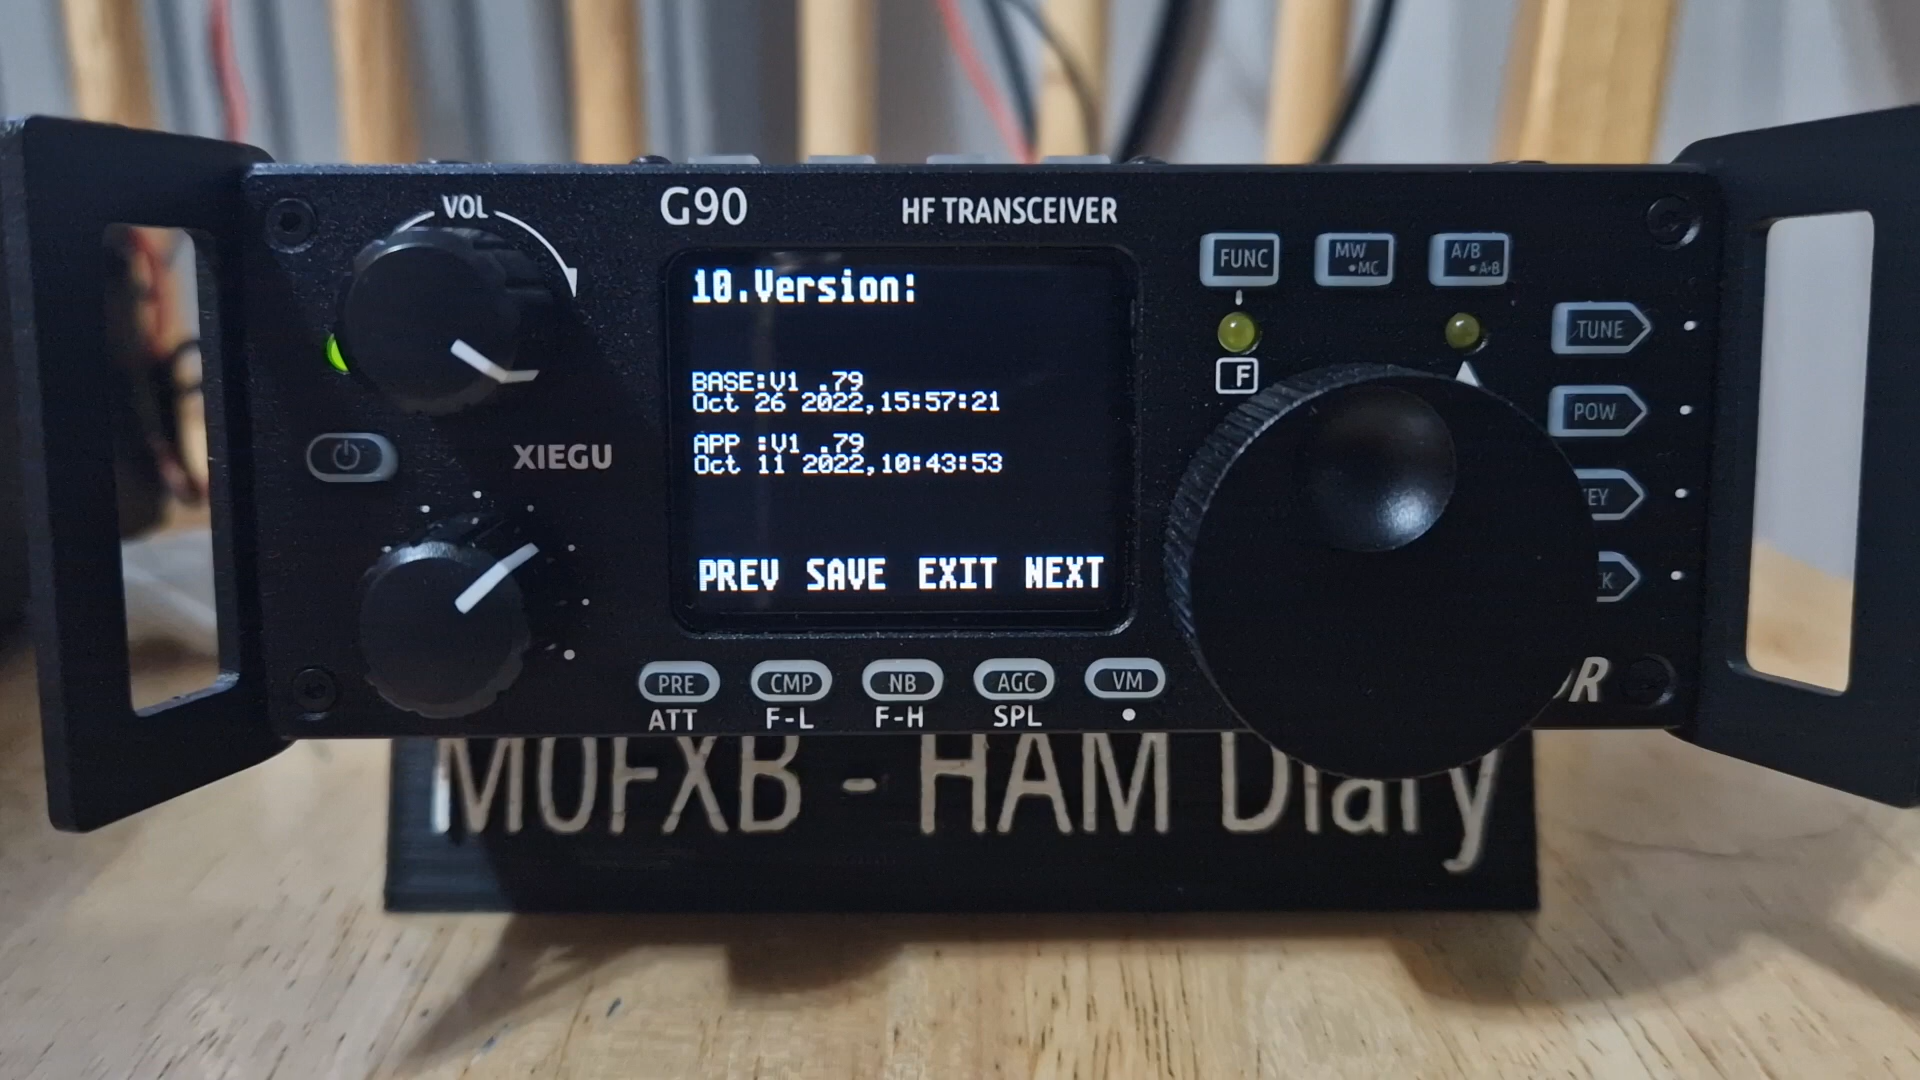 VOL
G90
HF TRANSCEIVER
FUNC
MW
•MC
A/B
•A÷B
F
TUNE
POW
XIEGU
10.Version:
BASE:V1 .79
Oct 26 2022,15:57:21
APP :V1 .79
Oct 11 2022,10:43:53
PREV SAVE EXIT NEXT
PRE
CMP
NB
AGC
VM
ATT
F-L
F-H
SPL
M0FXB - HAM Diary